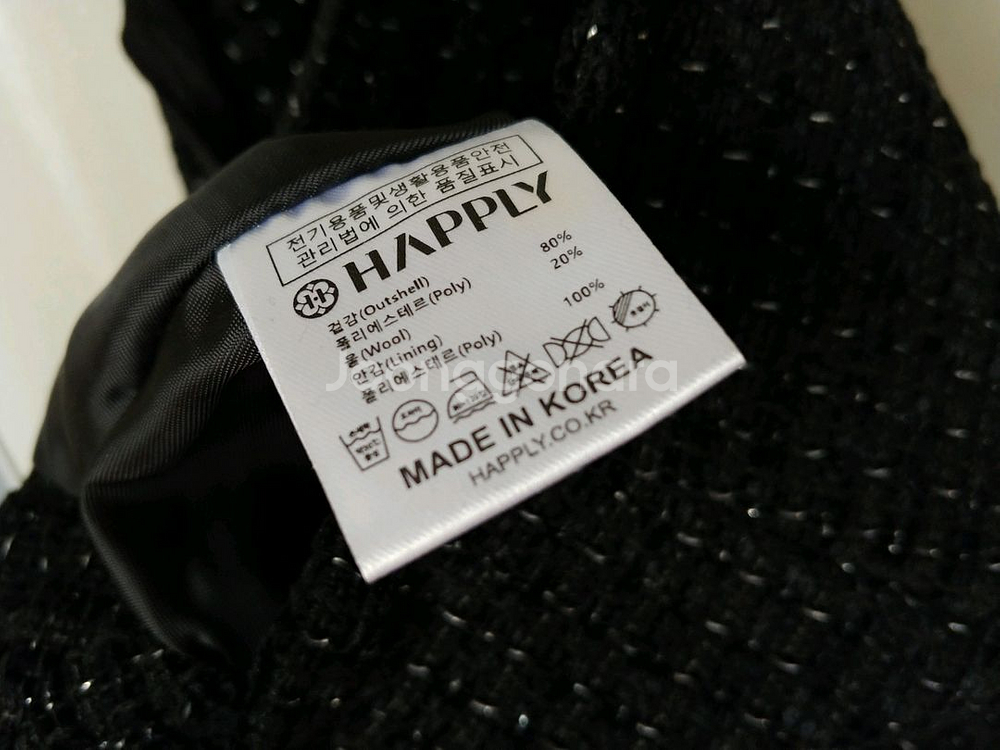 전기용품및생활용품안전
관리법에 의한 품질표시
HAPPLY
겉감(Outshell)
폴리에스테르(Poly) 80%
울(Wool) 20%
안감(Lining)
폴리에스테르(Poly) 100%
MADE IN KOREA
HAPPLY.CO.KR
Joonggonara